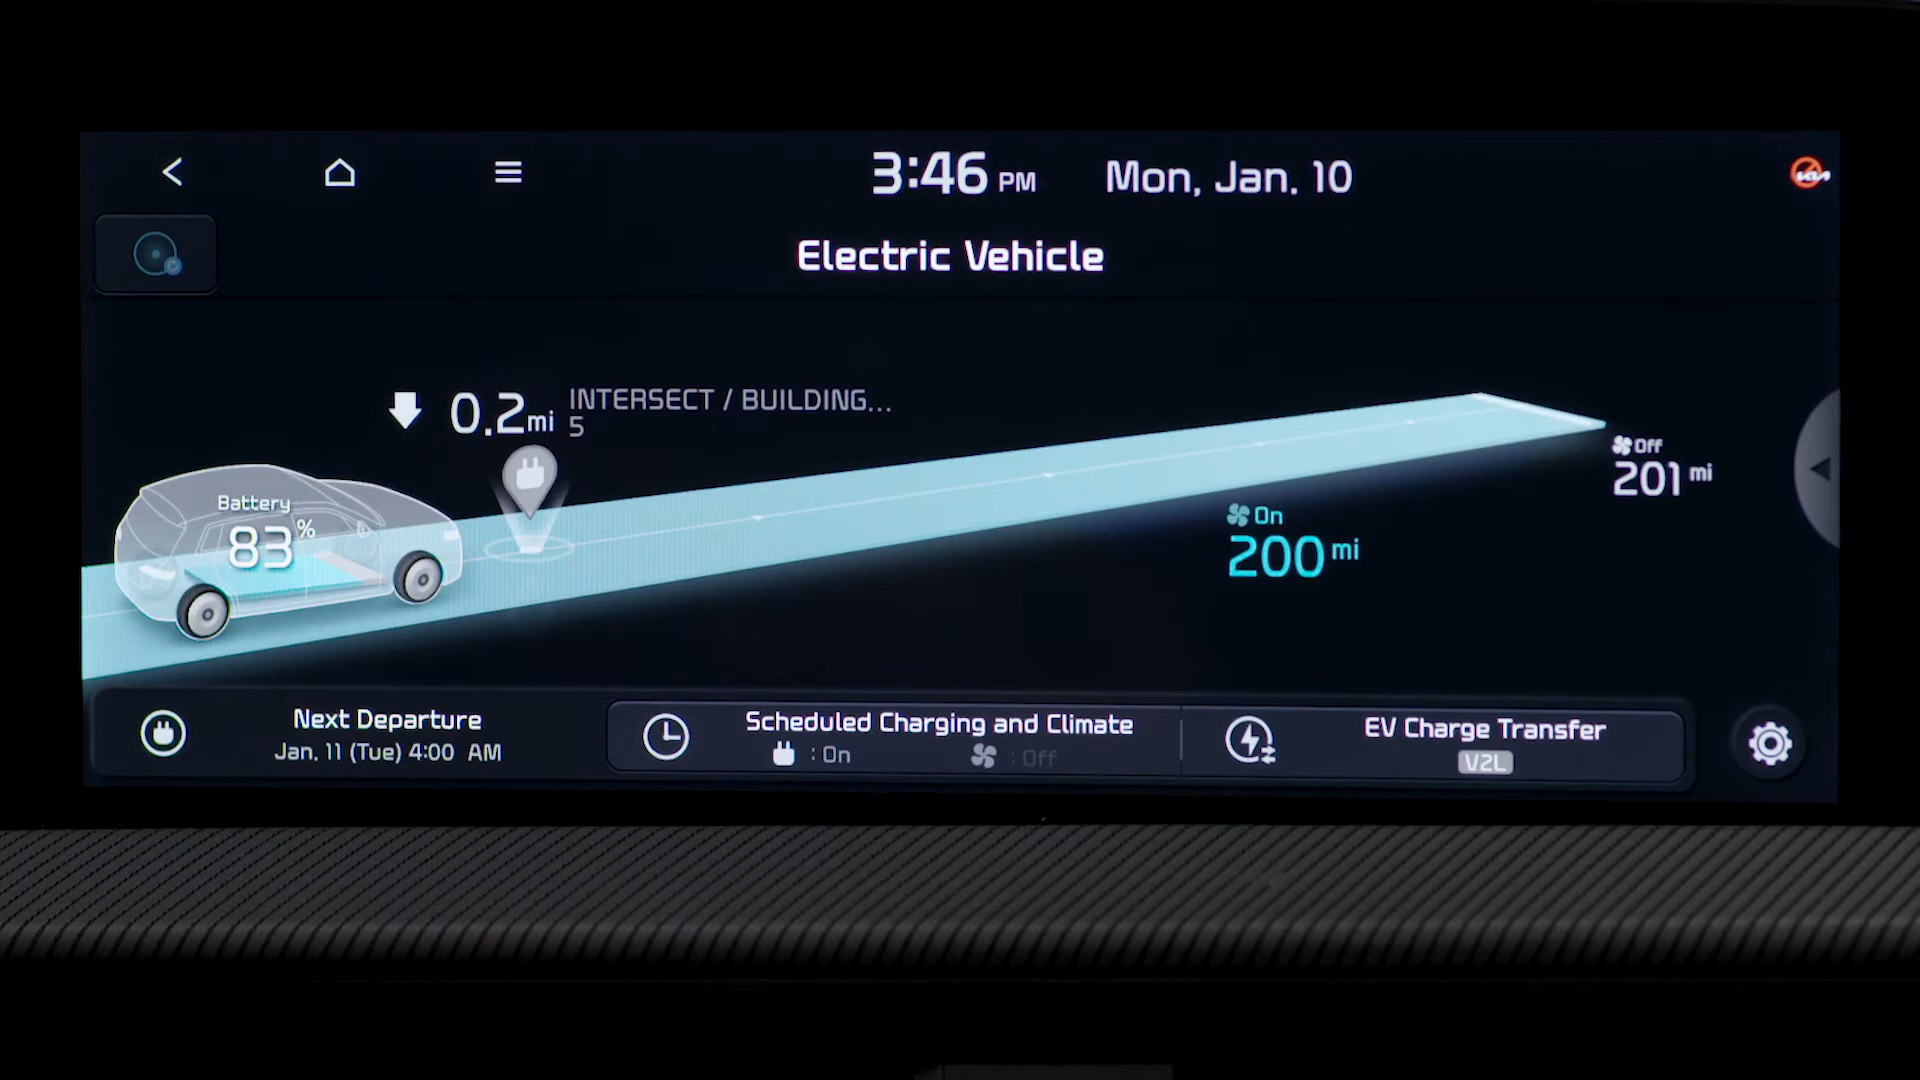 3:46 PM Mon, Jan. 10
Electric Vehicle
0.2mi INTERSECT / BUILDING...
5
Off
201 mi
Battery
83%
On
200 mi
Next Departure
Jan. 11 (Tue) 4:00 AM
Scheduled Charging and Climate
: On : Off
EV Charge Transfer
V2L